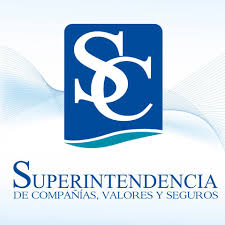 SC
SUPERINTENDENCIA
DE COMPAÑÍAS, VALORES Y SEGUROS